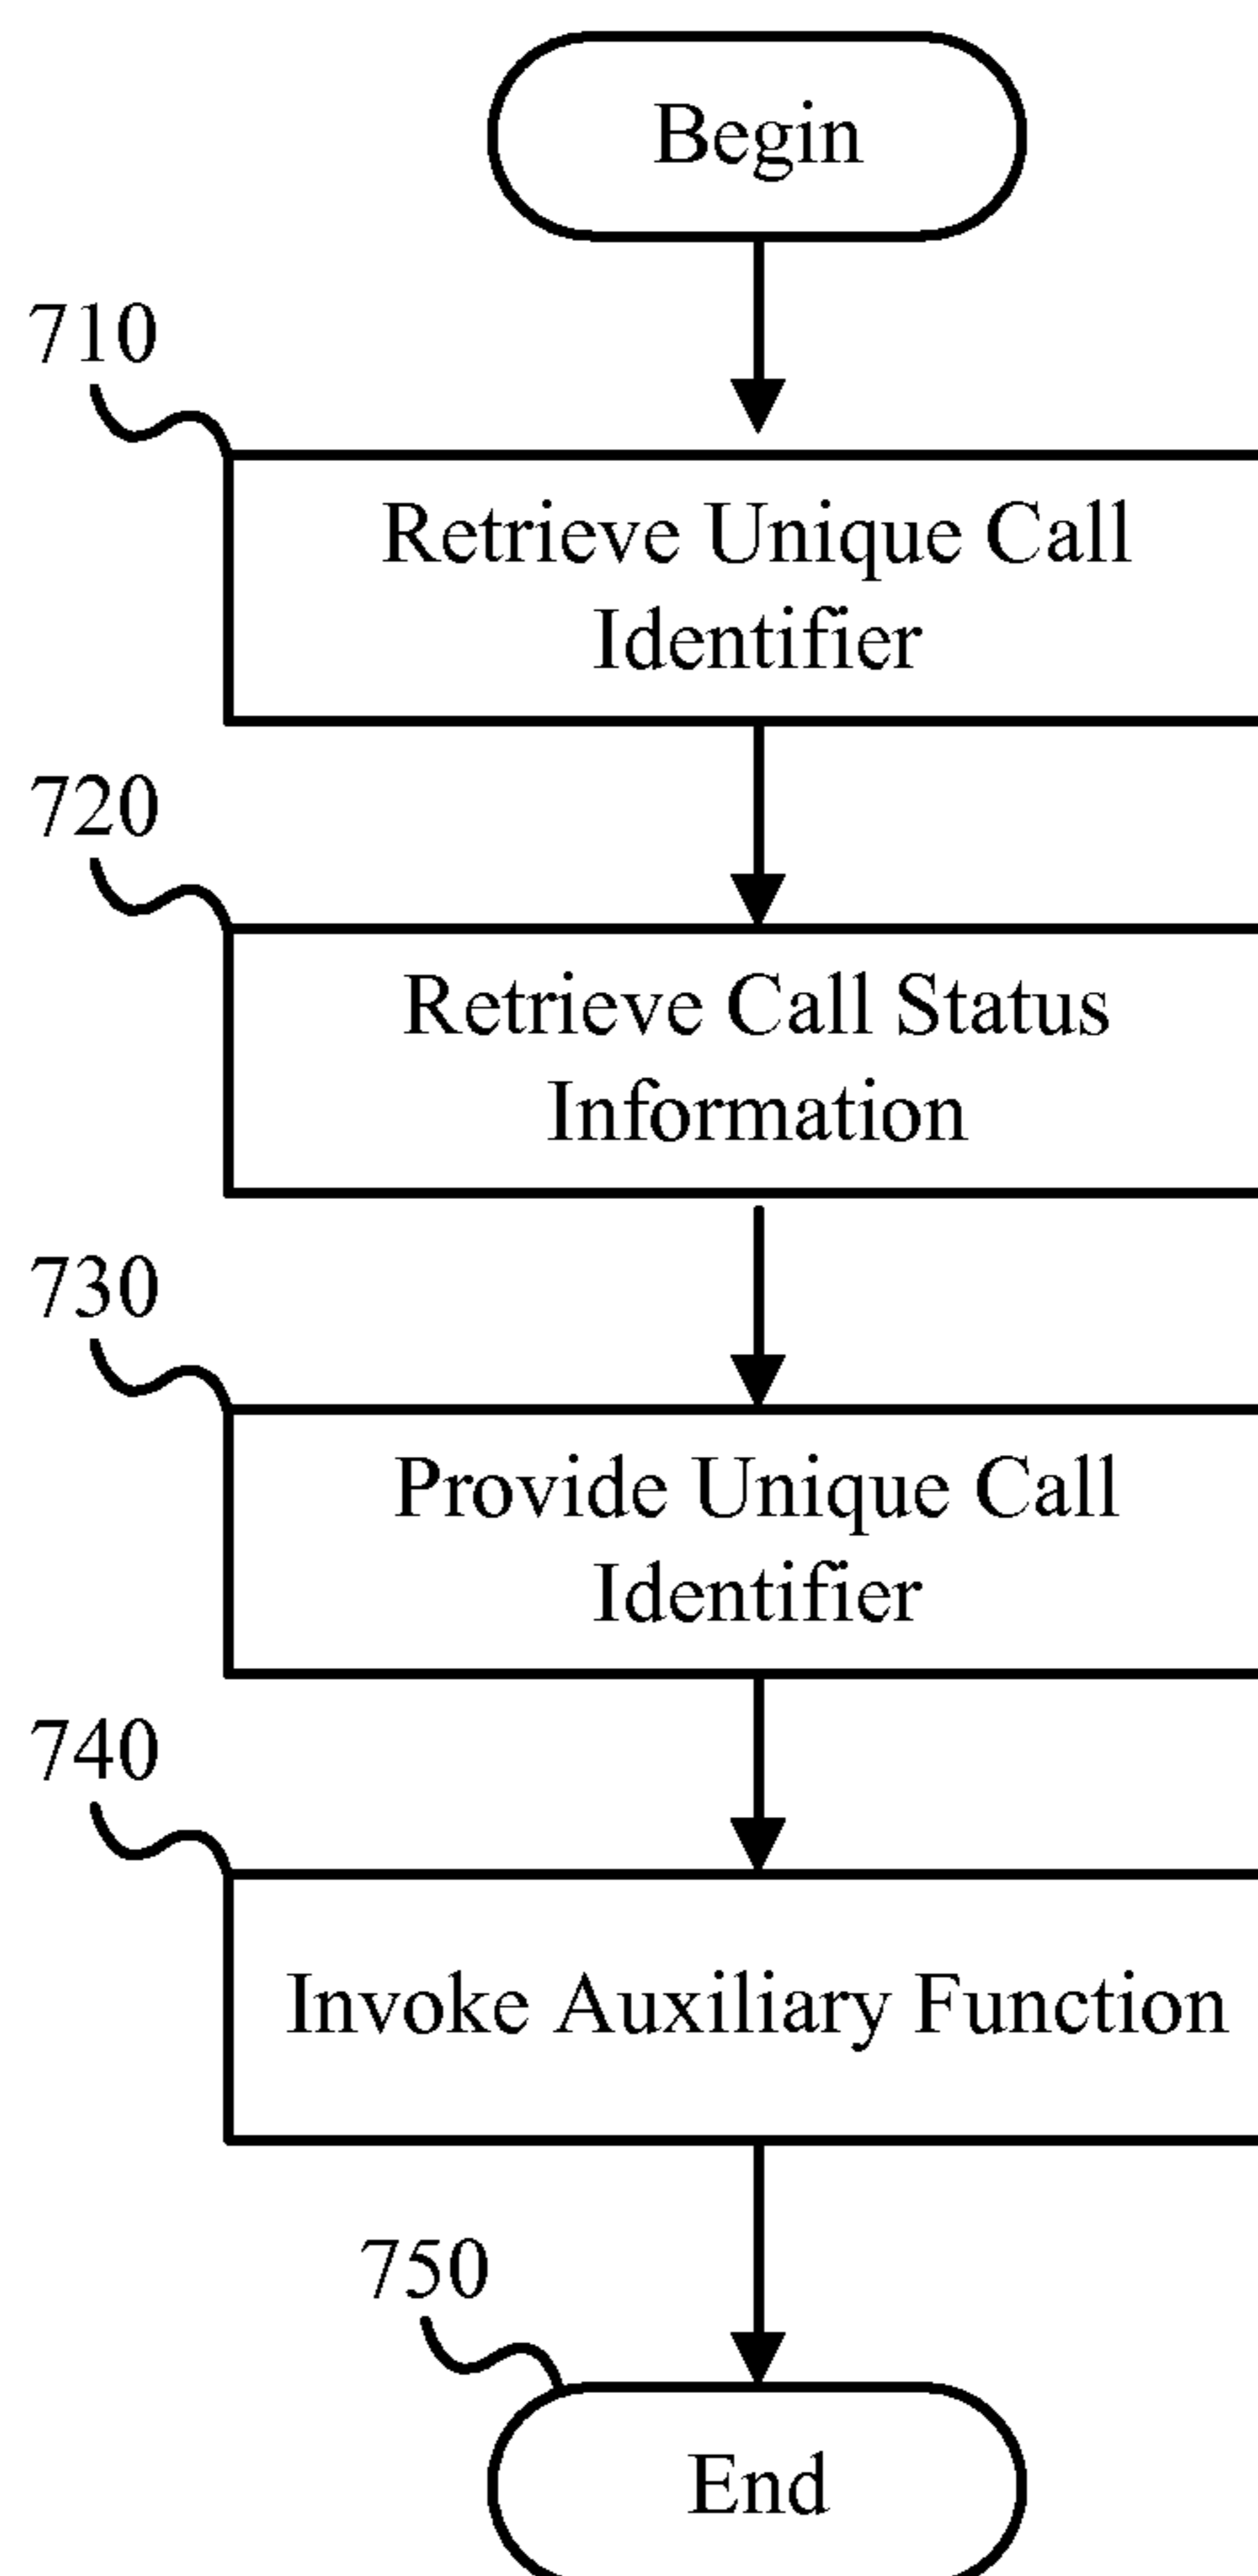 Begin
710
Retrieve Unique Call
Identifier
720
Retrieve Call Status
Information
730
Provide Unique Call
Identifier
740
Invoke Auxiliary Function
750
End